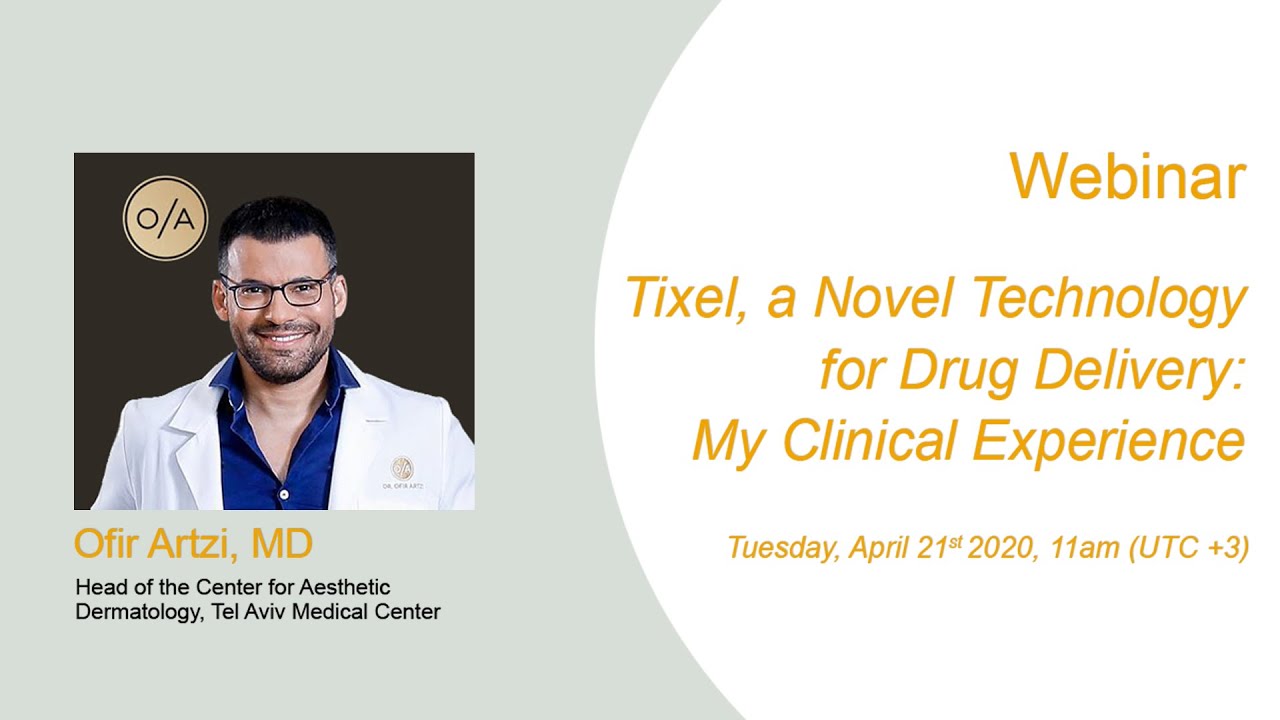 O/A
O/A
DR. OFIR ARTZI
Ofir Artzi, MD
Head of the Center for Aesthetic
Dermatology, Tel Aviv Medical Center
Webinar
Tixel, a Novel Technology
for Drug Delivery:
My Clinical Experience
Tuesday, April 21st 2020, 11am (UTC +3)